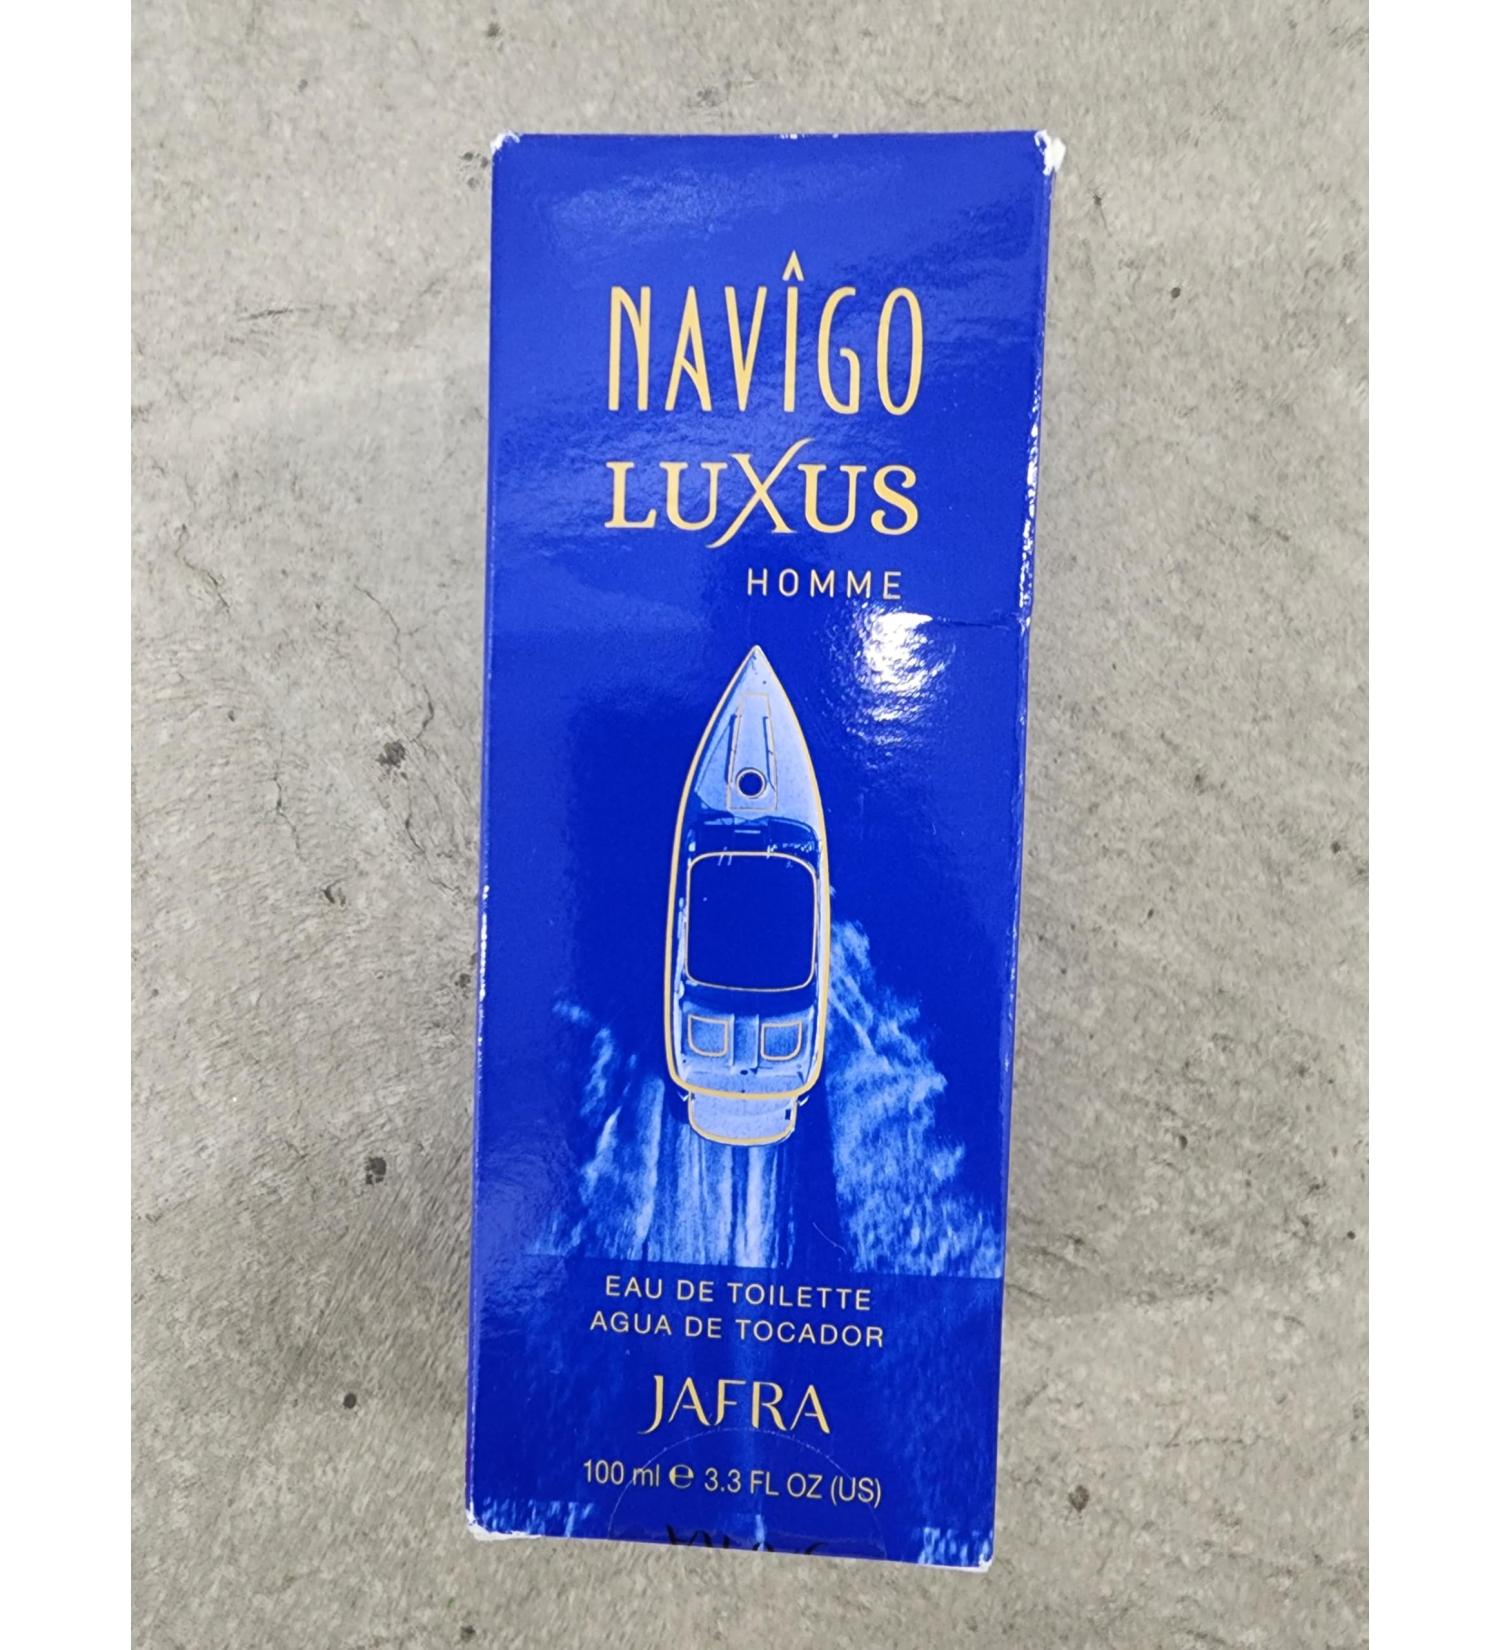 NAVÎGO
LUXUS
HOMME
EAU DE TOILETTE
AGUA DE TOCADOR
JAFRA
100 ml ℮ 3.3 FL OZ (US)